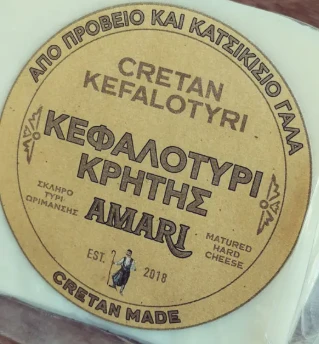 ΑΠΟ ΠΡΟΒΕΙΟ ΚΑΙ ΚΑΤΣΙΚΙΣΙΟ ΓΑΛΑ
CRETAN
KEFALOTYRI
ΚΕΦΑΛΟΤΥΡΙ
ΚΡΗΤΗΣ
ΣΚΛΗΡΟ
ΤΥΡΙ
ΩΡΙΜΑΝΣΗΣ
AMARI
MATURED
HARD
CHEESE
EST. 2018
CRETAN MADE